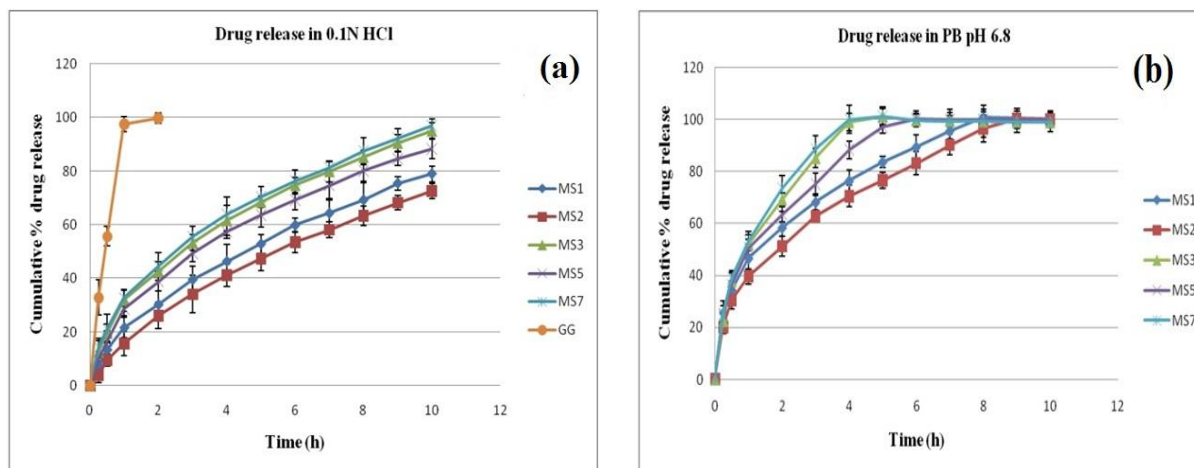 Drug release in 0.1N HCl
(a)
Cumulative % drug release
120
100
80
60
40
20
0
0 2 4 6 8 10 12
Time (h)
MS1
MS2
MS3
MS5
MS7
GG
Drug release in PB pH 6.8
(b)
Cumulative % drug release
120
100
80
60
40
20
0
0 2 4 6 8 10 12
Time (h)
MS1
MS2
MS3
MS5
MS7